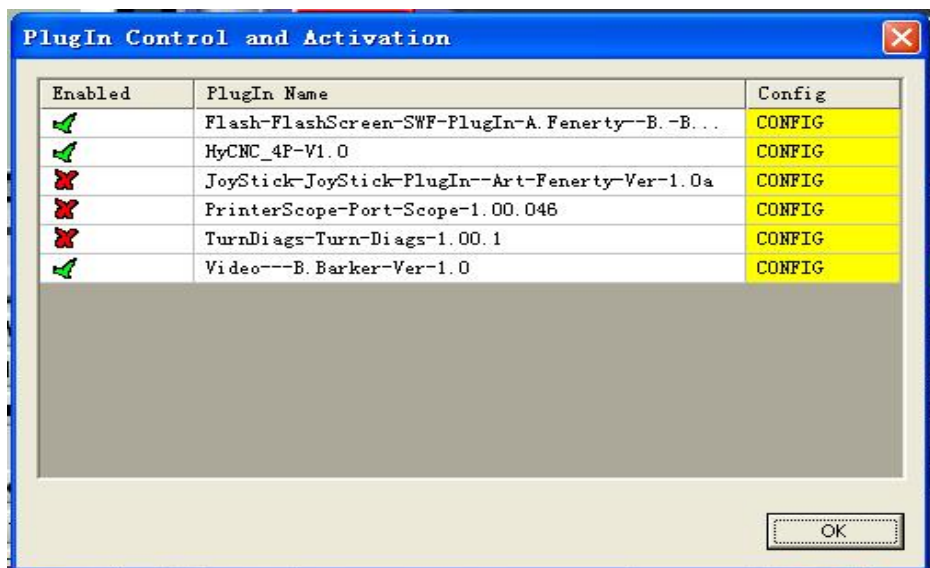 PlugIn Control and Activation
Enabled PlugIn Name Config
Flash-FlashScreen-SWF-PlugIn-A.Fenerty--B.-B... CONFIG
HyCNC_4P-V1.0 CONFIG
JoyStick-JoyStick-PlugIn--Art-Fenerty-Ver-1.0a CONFIG
PrinterScope-Port-Scope-1.00.046 CONFIG
TurnDiags-Turn-Diags-1.00.1 CONFIG
Video---B.Barker-Ver-1.0 CONFIG
OK